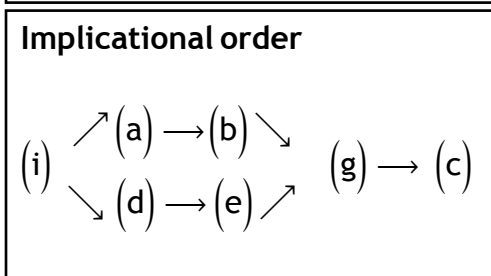 Implicational order
↗ (a) ⟶ (b) ↘
(i) (g) ⟶ (c)
↘ (d) ⟶ (e) ↗